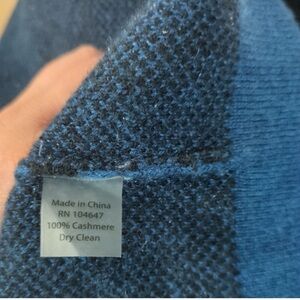 Made in China
RN 104647
100% Cashmere
Dry Clean